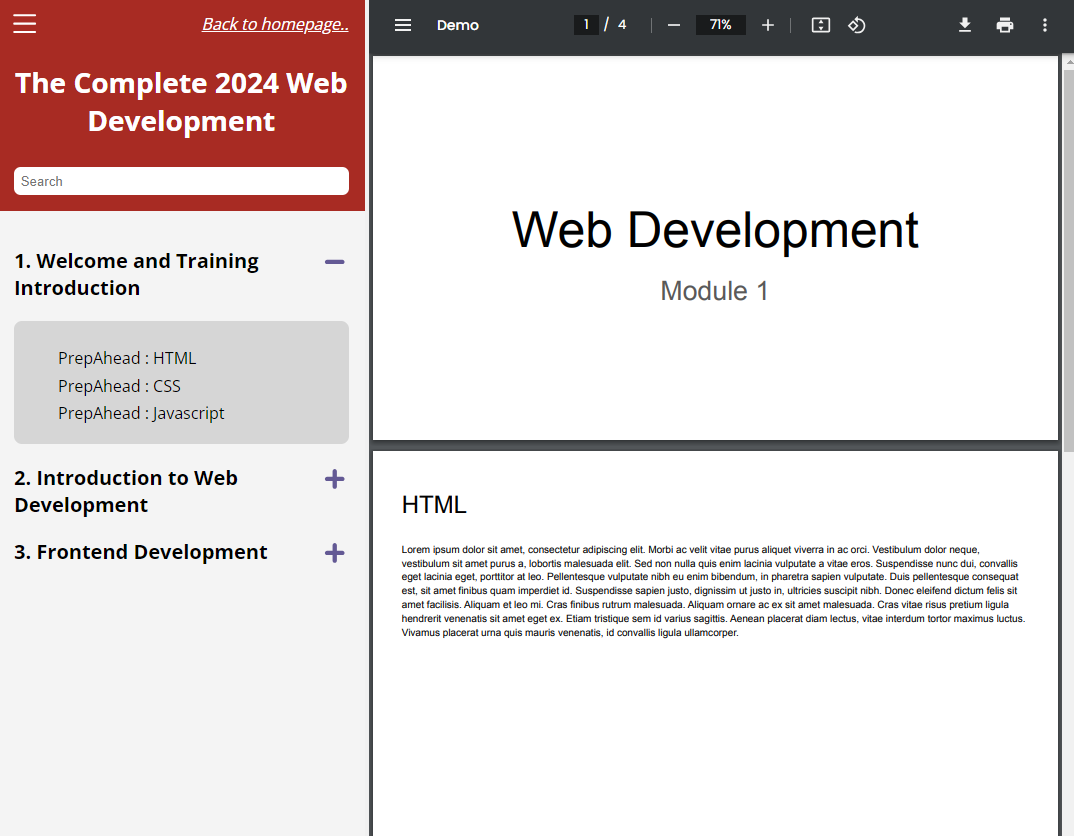 Back to homepage..
The Complete 2024 Web
Development
Search
1. Welcome and Training
Introduction
PrepAhead : HTML
PrepAhead : CSS
PrepAhead : Javascript
2. Introduction to Web
Development
3. Frontend Development
Demo
1 / 4
71%
Web Development
Module 1
HTML
Lorem ipsum dolor sit amet, consectetur adipiscing elit. Morbi ac velit vitae purus aliquet viverra in ac orci. Vestibulum dolor neque,
vestibulum sit amet purus a, lobortis malesuada elit. Sed non nulla quis enim lacinia vulputate a vitae eros. Suspendisse nunc dui, convallis
eget lacinia eget, porttitor at leo. Pellentesque vulputate nibh eu enim bibendum, in pharetra sapien vulputate. Duis pellentesque consequat
est, sit amet finibus quam imperdiet id. Suspendisse sapien justo, dignissim ut justo in, ultricies suscipit nibh. Donec eleifend dictum felis sit
amet facilisis. Aliquam et leo mi. Cras finibus rutrum malesuada. Aliquam ornare ac ex sit amet malesuada. Cras vitae risus pretium ligula
hendrerit venenatis sit amet eget ex. Etiam tristique sem id varius sagittis. Aenean placerat diam lectus, vitae interdum tortor maximus luctus.
Vivamus placerat urna quis mauris venenatis, id convallis ligula ullamcorper.